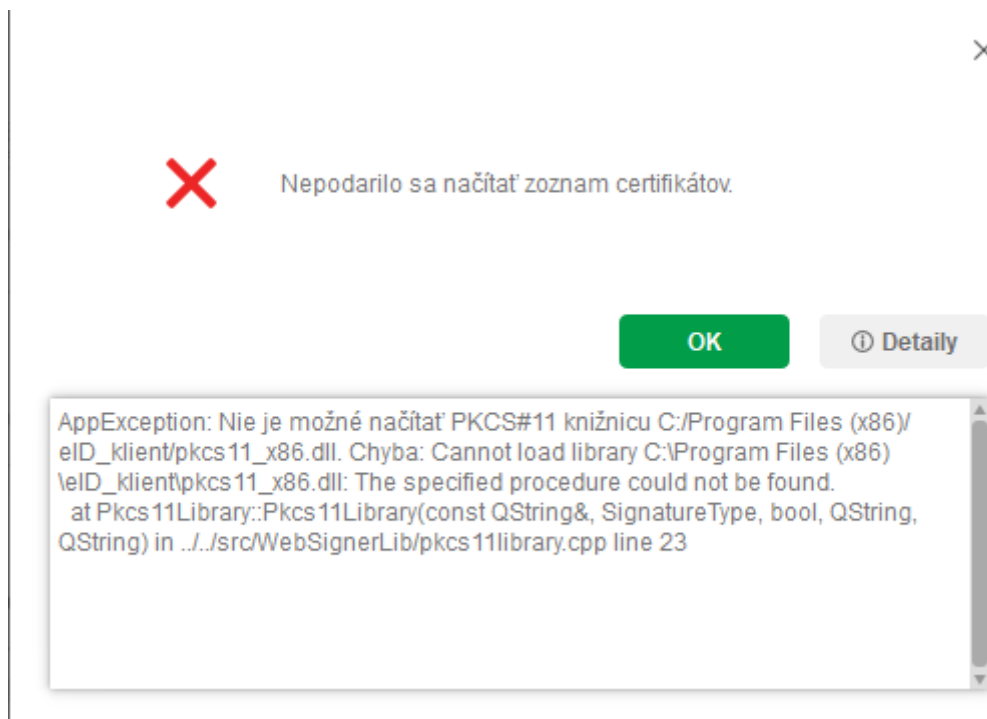 Nepodarilo sa načítať zoznam certifikátov.
OK
Detaily
AppException: Nie je možné načítať PKCS#11 knižnicu C:/Program Files (x86)/
eID_klient/pkcs11_x86.dll. Chyba: Cannot load library C:\Program Files (x86)
\eID_klient\pkcs11_x86.dll: The specified procedure could not be found.
at Pkcs11Library::Pkcs11Library(const QString&, SignatureType, bool, QString,
QString) in ../../src/WebSignerLib/pkcs11library.cpp line 23